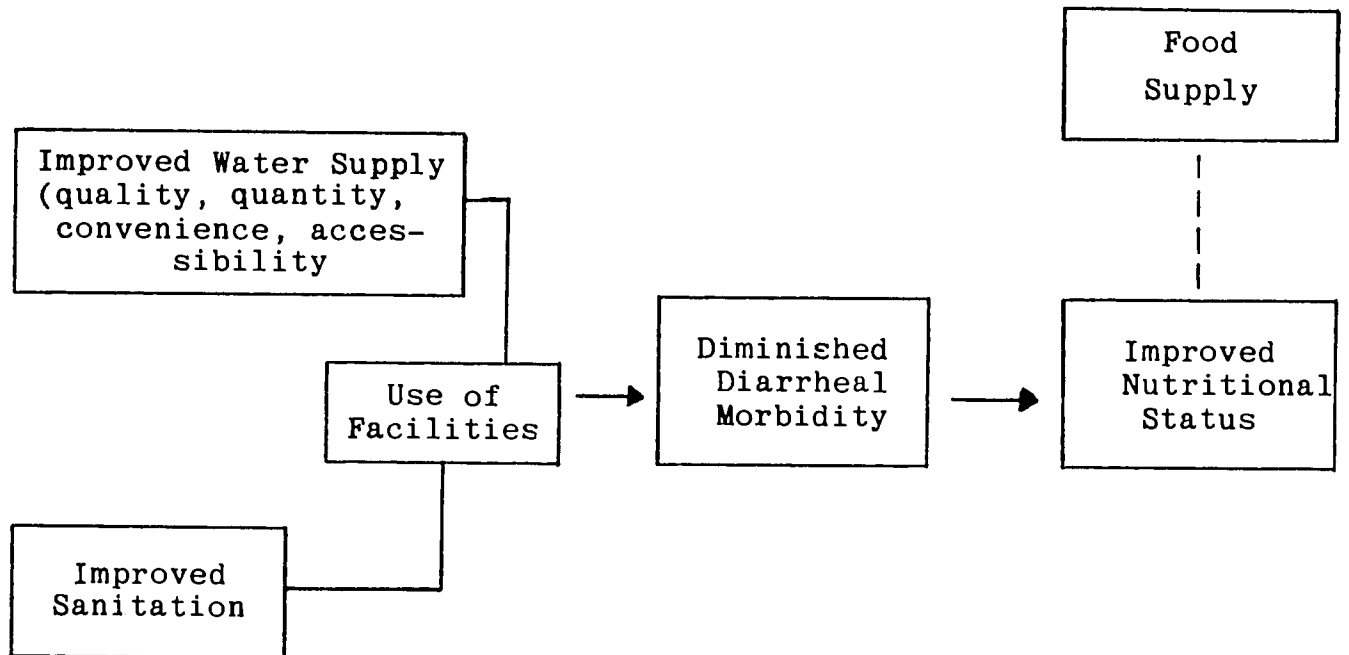 Food
Supply
Improved Water Supply
(quality, quantity,
convenience, acces-
sibility
Use of
Facilities
Diminished
Diarrheal
Morbidity
Improved
Nutritional
Status
Improved
Sanitation